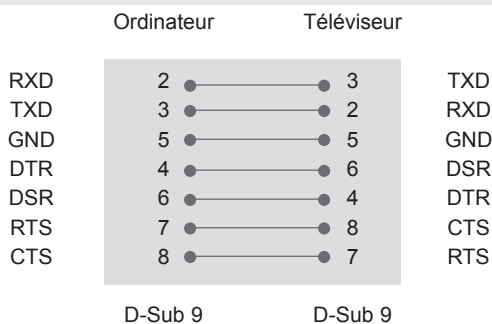 Ordinateur Téléviseur
RXD 2 3 TXD
TXD 3 2 RXD
GND 5 5 GND
DTR 4 6 DSR
DSR 6 4 DTR
RTS 7 8 CTS
CTS 8 7 RTS
D-Sub 9 D-Sub 9